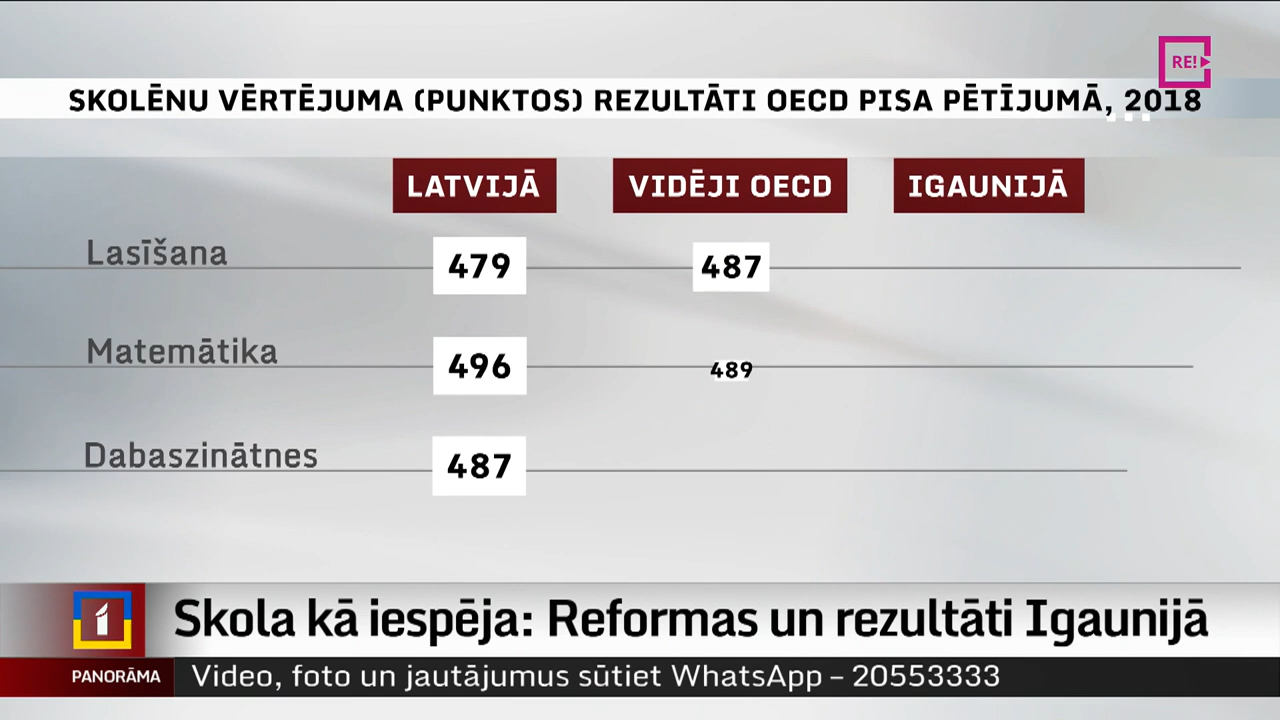 RE!
SKOLĒNU VĒRTĒJUMA (PUNKTOS) REZULTĀTI OECD PISA PĒTĪJUMĀ, 2018
LATVIJĀ VIDĒJI OECD IGAUNIJĀ
Lasīšana 479 487
Matemātika 496 489
Dabaszinātnes 487
1 Skola kā iespēja: Reformas un rezultāti Igaunijā
PANORĀMA Video, foto un jautājumus sūtiet WhatsApp – 20553333